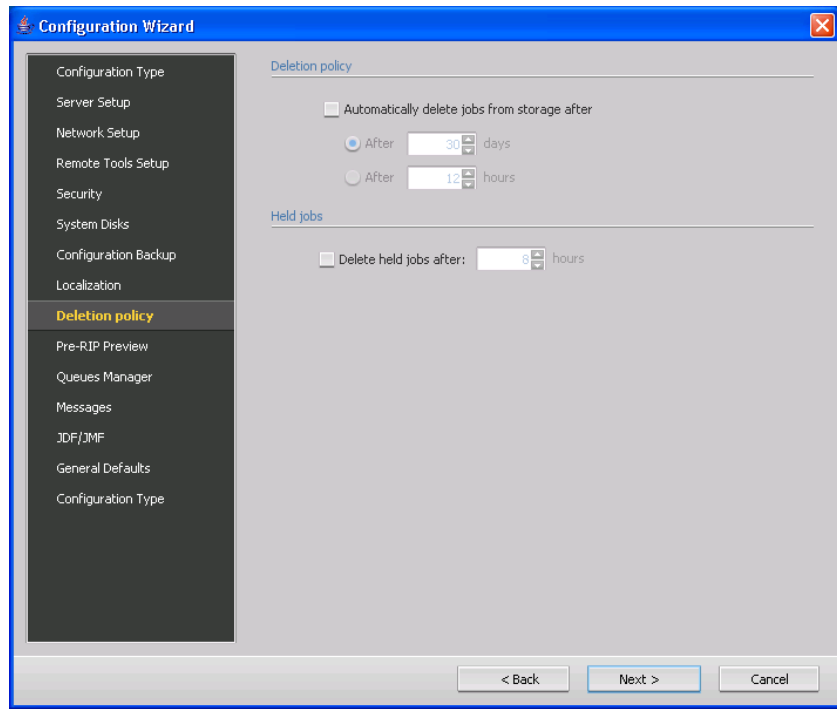 Configuration Wizard
Configuration Type
Server Setup
Network Setup
Remote Tools Setup
Security
System Disks
Configuration Backup
Localization
Deletion policy
Pre-RIP Preview
Queues Manager
Messages
JDF/JMF
General Defaults
Configuration Type
Deletion policy
Automatically delete jobs from storage after
After 30 days
After 12 hours
Held jobs
Delete held jobs after: 8 hours
< Back Next > Cancel